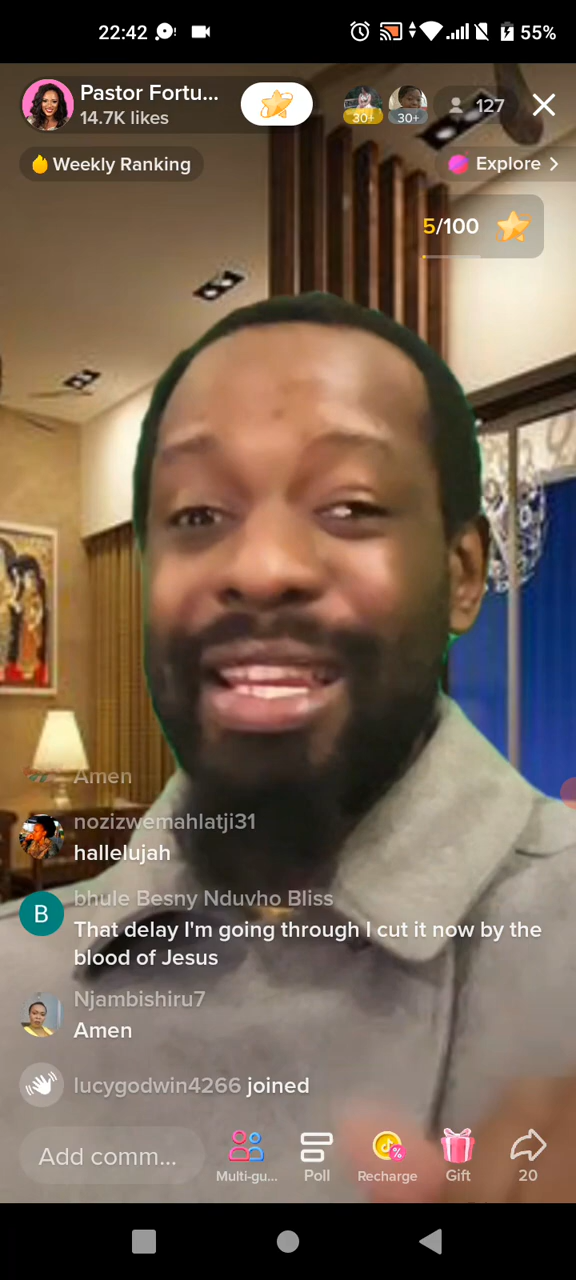 22:42
55%
Pastor Fortu...
14.7K likes
30+
30+
127
Weekly Ranking
Explore
5/100
Amen
nozizwemahlatji31
hallelujah
B
bhule Besny Nduvho Bliss
That delay I'm going through I cut it now by the
blood of Jesus
Njambishiru7
Amen
lucygodwin4266 joined
Add comm...
Multi-gu...
Poll
Recharge
Gift
20